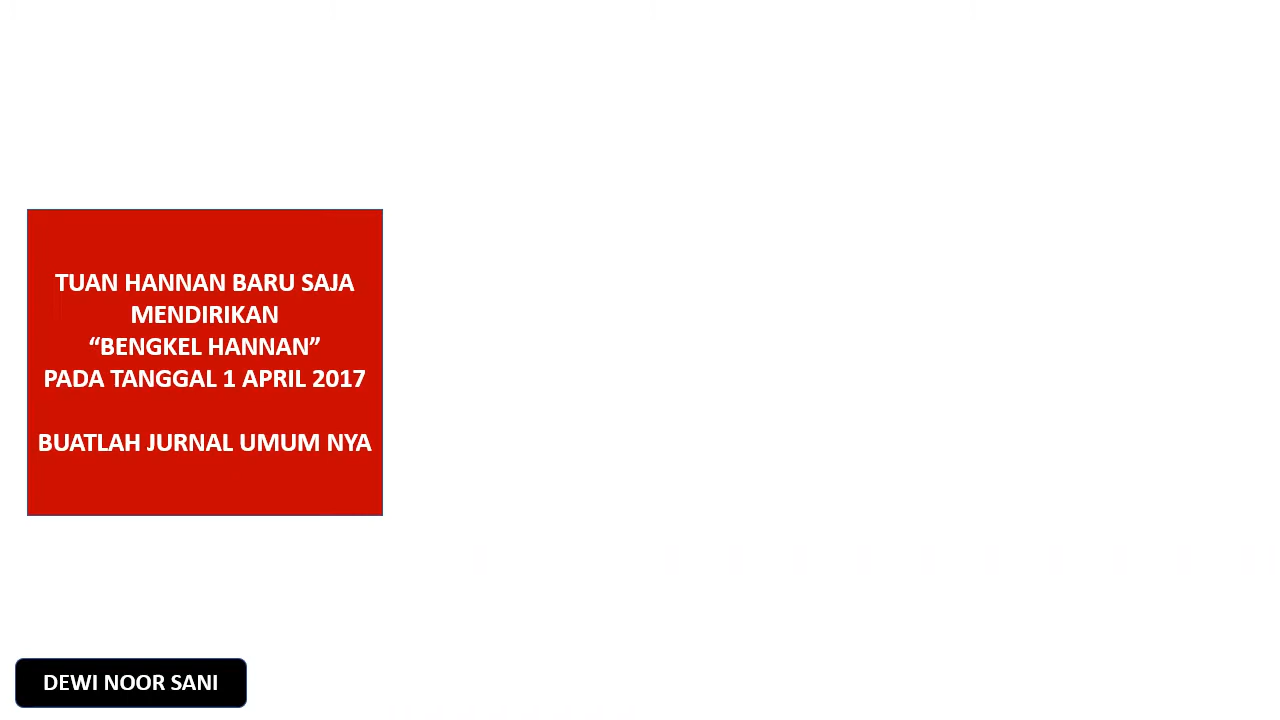 TUAN HANNAN BARU SAJA
MENDIRIKAN
“BENGKEL HANNAN”
PADA TANGGAL 1 APRIL 2017
BUATLAH JURNAL UMUM NYA
DEWI NOOR SANI